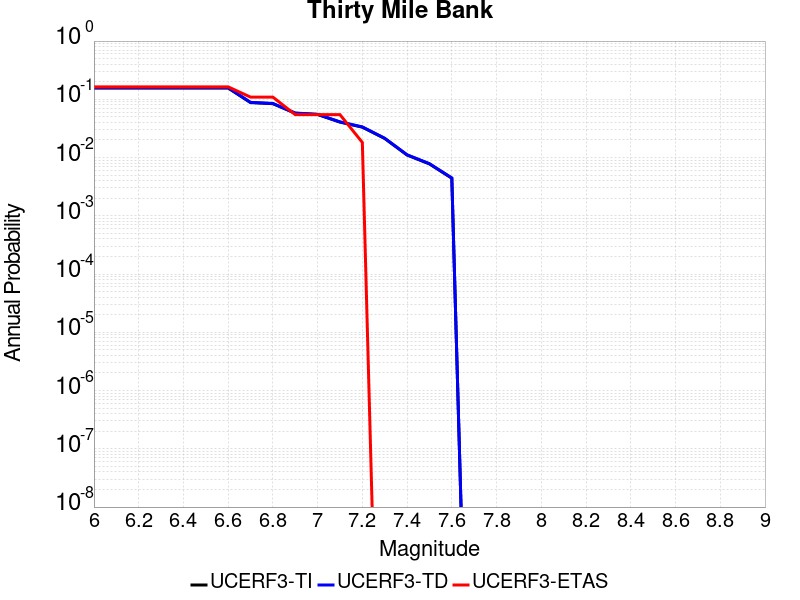 Thirty Mile Bank
10^0
10^-1
10^-2
10^-3
10^-4
10^-5
10^-6
10^-7
10^-8
Annual Probability
6 6.2 6.4 6.6 6.8 7 7.2 7.4 7.6 7.8 8 8.2 8.4 8.6 8.8 9
Magnitude
UCERF3-TI UCERF3-TD UCERF3-ETAS